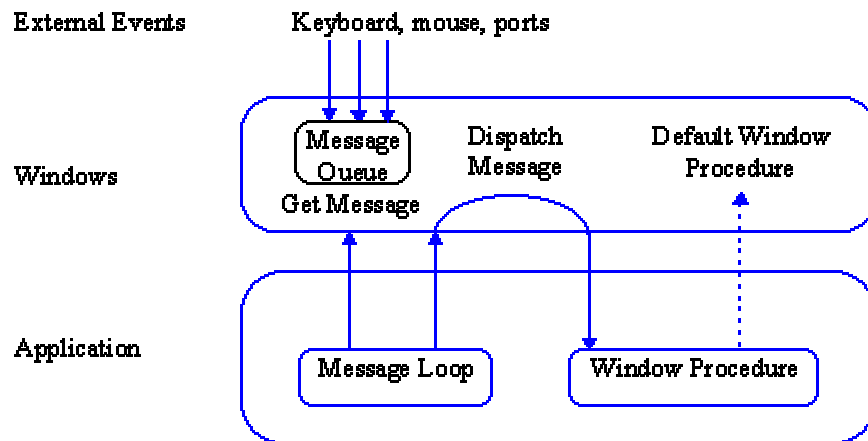 External Events
Keyboard, mouse, ports
Windows
Message
Queue
Get Message
Dispatch
Message
Default Window
Procedure
Application
Message Loop
Window Procedure